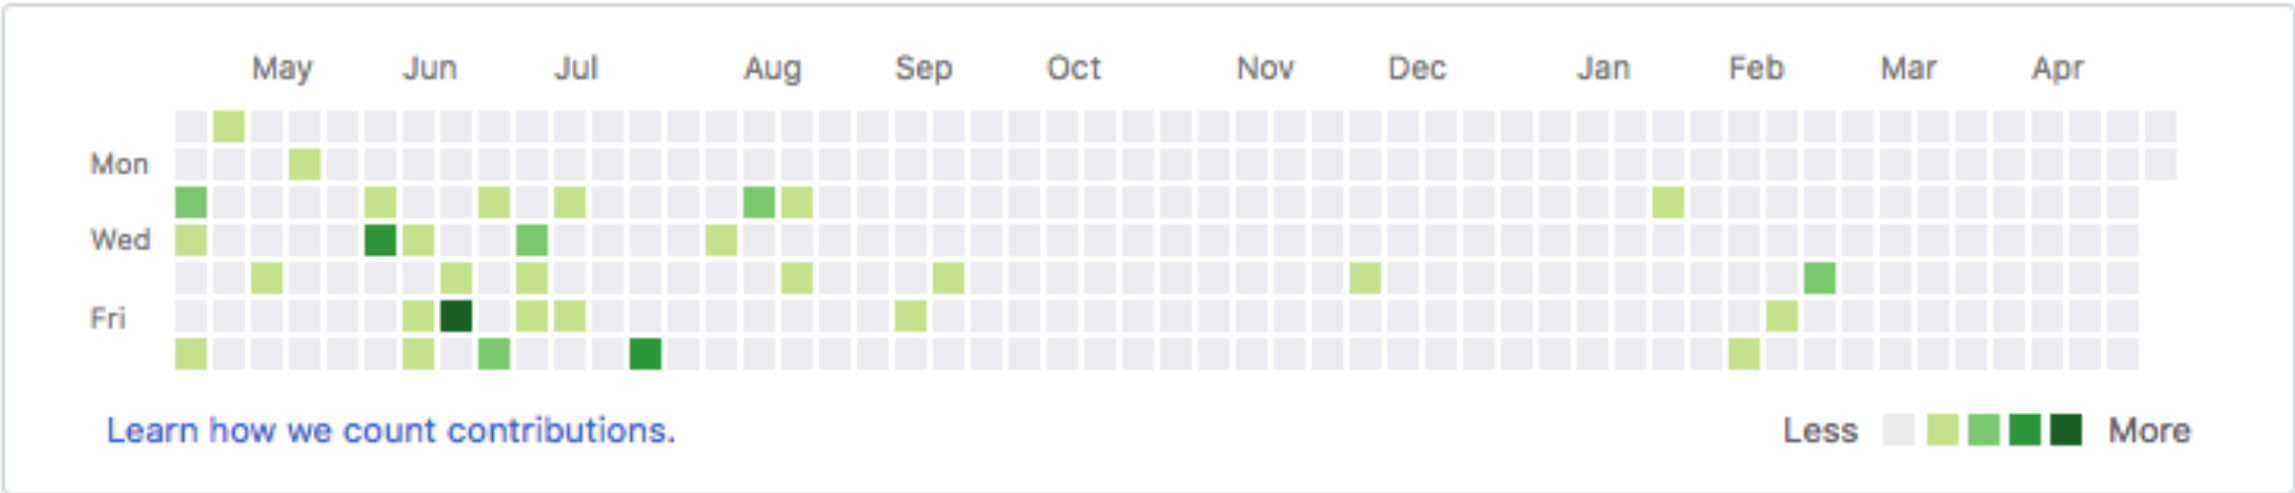 May Jun Jul Aug Sep Oct Nov Dec Jan Feb Mar Apr
Mon
Wed
Fri
Learn how we count contributions.
Less More